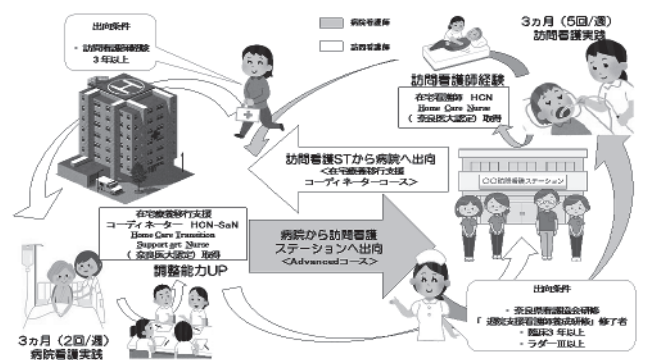 出向条件
・ 訪問看護師経験
3年以上
病院看護師
訪問看護師
3ヵ月（5回/週）
訪問看護実践
訪問看護師経験
在宅看護師 HCN
Home Care Nurse
（ 奈良医大認定）取得
訪問看護STから病院へ出向
<在宅療養移行支援
コーディネーターコース>
〇〇訪問看護ステーション
在宅療養移行支援
コーディネーター HCN-SaN
Home Care Transition
Support art Nurse
（ 奈良医大認定）取得
調整能力UP
病院から訪問看護
ステーションへ出向
<Advancedコース>
3ヵ月（2回/週）
病院看護実践
出向条件
・ 奈良県看護協会研修
「 退院支援看護師養成研修」修了者
・ 臨床3 年以上
・ ラダーⅢ以上
H